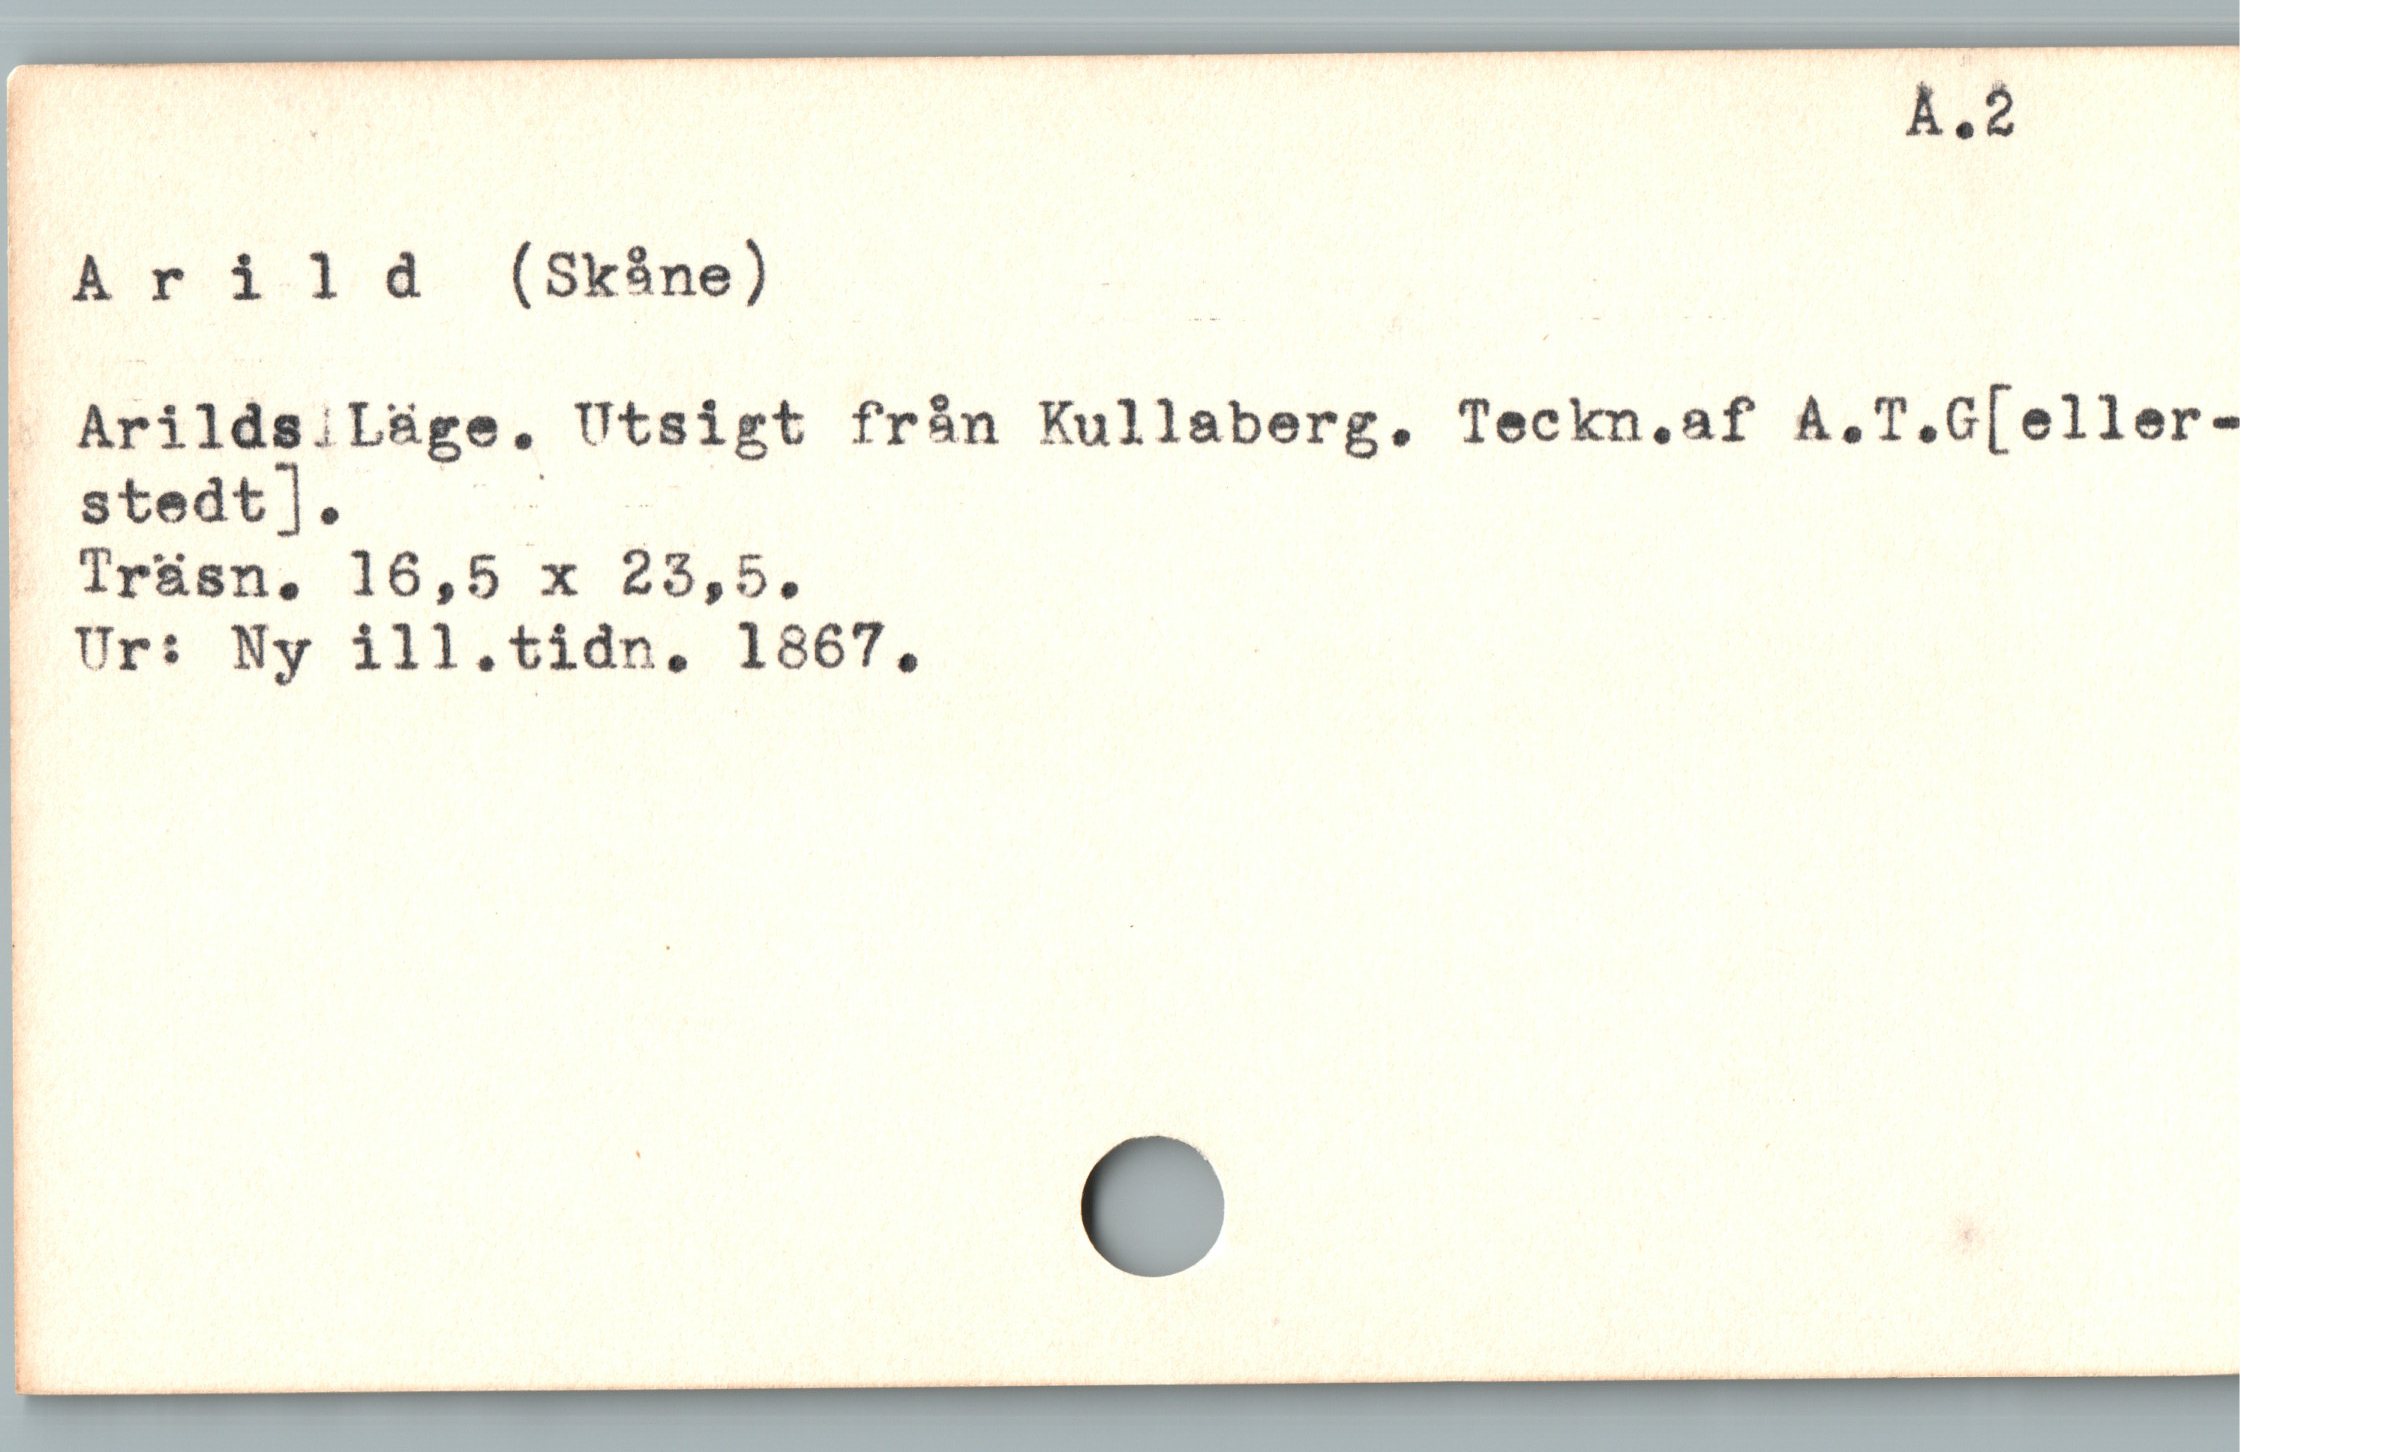 A.2
A r i l d (Skåne)
Arilds Läge. Utsigt från Kullaberg. Teckn.af A.T.G[eller-
stedt].
Träsn. 16,5 x 23,5.
Ur: Ny ill.tidn. 1867.